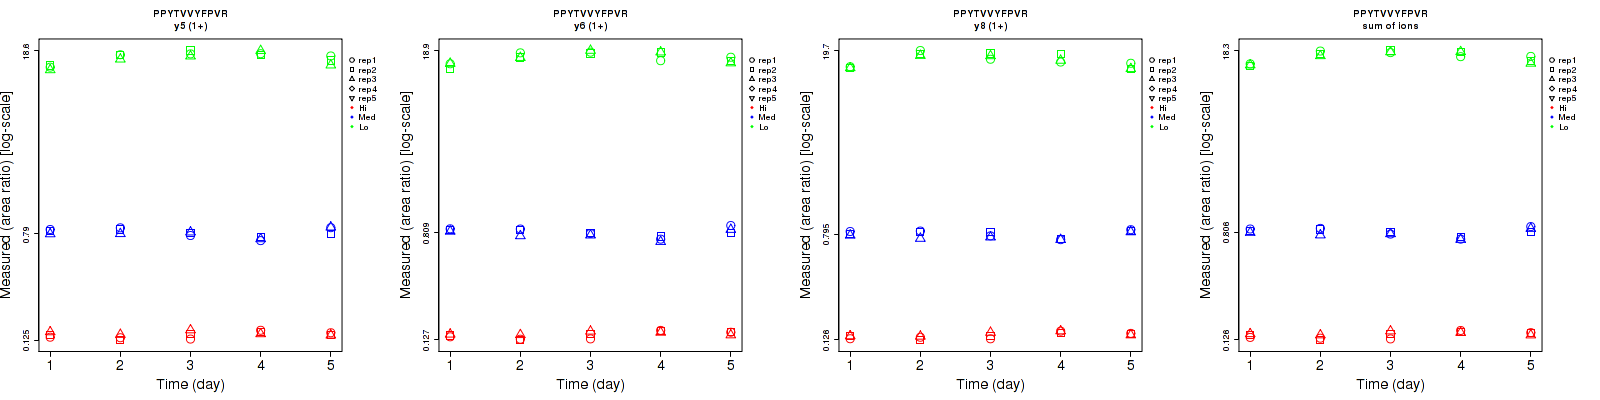 PPYTVVYFPVR
y5 (1+)
Measured (area ratio) [log-scale]
18.6
0.79
0.125
1 2 3 4 5
Time (day)
rep1
rep2
rep3
rep4
rep5
Hi
Med
Lo
PPYTVVYFPVR
y6 (1+)
Measured (area ratio) [log-scale]
18.9
0.809
0.127
1 2 3 4 5
Time (day)
rep1
rep2
rep3
rep4
rep5
Hi
Med
Lo
PPYTVVYFPVR
y8 (1+)
Measured (area ratio) [log-scale]
19.7
0.795
0.126
1 2 3 4 5
Time (day)
rep1
rep2
rep3
rep4
rep5
Hi
Med
Lo
PPYTVVYFPVR
sum of ions
Measured (area ratio) [log-scale]
18.3
0.806
0.126
1 2 3 4 5
Time (day)
rep1
rep2
rep3
rep4
rep5
Hi
Med
Lo